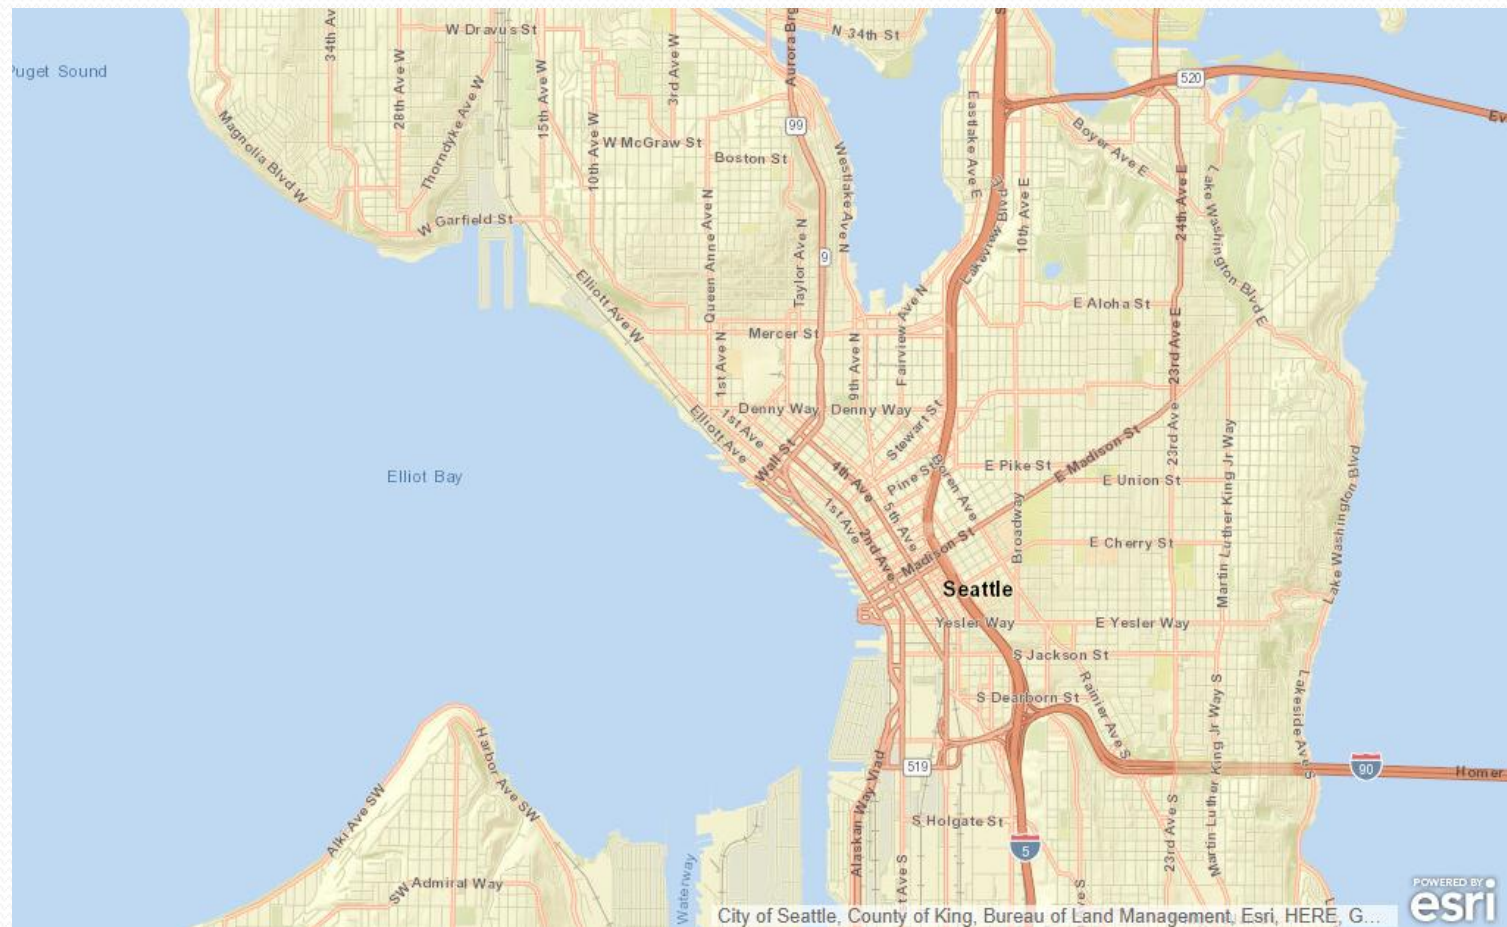 Puget Sound
34th Av
28th Ave W
W Dravus St
Thorndyke Ave W
15th Ave W
10th Ave W
3rd Ave W
Aurora Brg
N 34th St
Magnolia Blvd W
W McGraw St
Boston St
99
Westlake Ave N
Eastlake Ave E
520
Ev
Boyer Ave E
W Garfield St
Queen Anne Ave N
Taylor Ave N
9
Lakeview Blvd
10th Ave E
24th Ave E
Lake Washington Blvd E
Elliott Ave W
Mercer St
Fairview Ave N
E Aloha St
1st Ave N
9th Ave N
23rd Ave E
Denny Way
Denny Way
Elliott Ave
1st Ave
Wall St
4th Ave
Stewart St
Pine St
Boren Ave
E Pike St
E Madison St
E Union St
23rd Ave
Martin Luther King Jr Way
Lake Washington Blvd
Elliot Bay
1st Ave
5th Ave
2nd Ave
Madison St
Broadway
E Cherry St
Seattle
Yesler Way
E Yesler Way
S Jackson St
S Dearborn St
Rainier Ave S
Martin Luther King Jr Way S
Lakeside Ave S
Harbor Ave SW
Alki Ave SW
519
90
Homer
Alaskan Way Viad
S Holgate St
5
23rd Ave S
SW Admiral Way
Waterway
t Ave S
e S
City of Seattle, County of King, Bureau of Land Management, Esri, HERE, G...
POWERED BY
esri